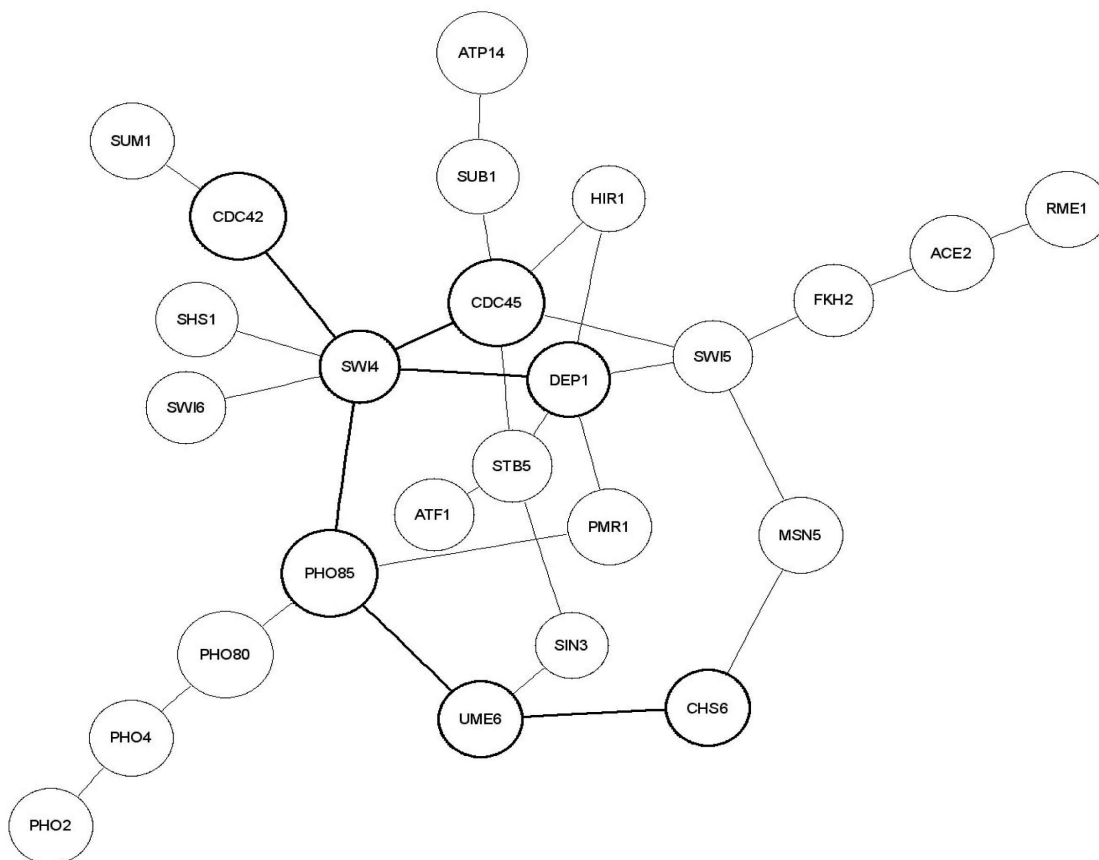 ATP14
SUM1
SUB1
HIR1
RME1
CDC42
ACE2
CDC45
FKH2
SHS1
SWI4
DEP1
SWI5
SWI6
STB5
ATF1
PMR1
MSN5
PHO85
PHO80
SIN3
UME6
CHS6
PHO4
PHO2